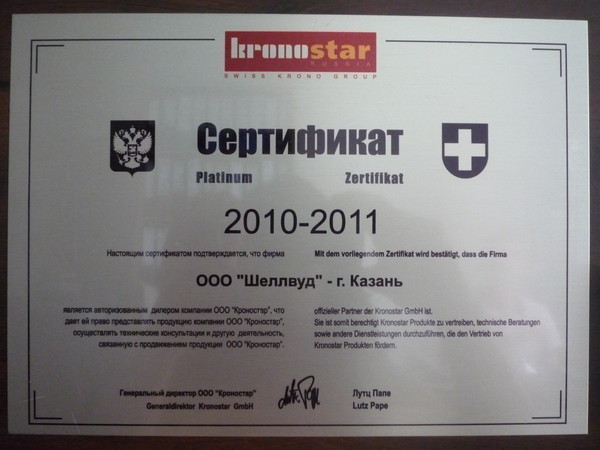 kronostar
RUSSIA
SWISS KRONO GROUP
Сертификат
Platinum Zertifikat
2010-2011
Настоящим сертификатом подтверждается, что фирма
Mit dem vorliegendem Zertifikat wird bestätigt, dass die Firma
ООО "Шеллвуд" - г. Казань
является авторизованным дилером компании ООО "Кроностар", что
дает ей право представлять продукцию компании ООО "Кроностар",
осуществлять технические консультации и другую деятельность,
связанную с продвижением продукции ООО "Кроностар".
offizieller Partner der Kronostar GmbH ist.
Sie ist somit berechtigt Kronostar Produkte zu vertreiben, technische Beratungen
sowie andere Dienstleistungen durchzuführen, die den Vertrieb von
Kronostar Produkten fördern.
Генеральный директор ООО "Кроностар"
Generaldirektor Kronostar GmbH
Лутц Папе
Lutz Pape